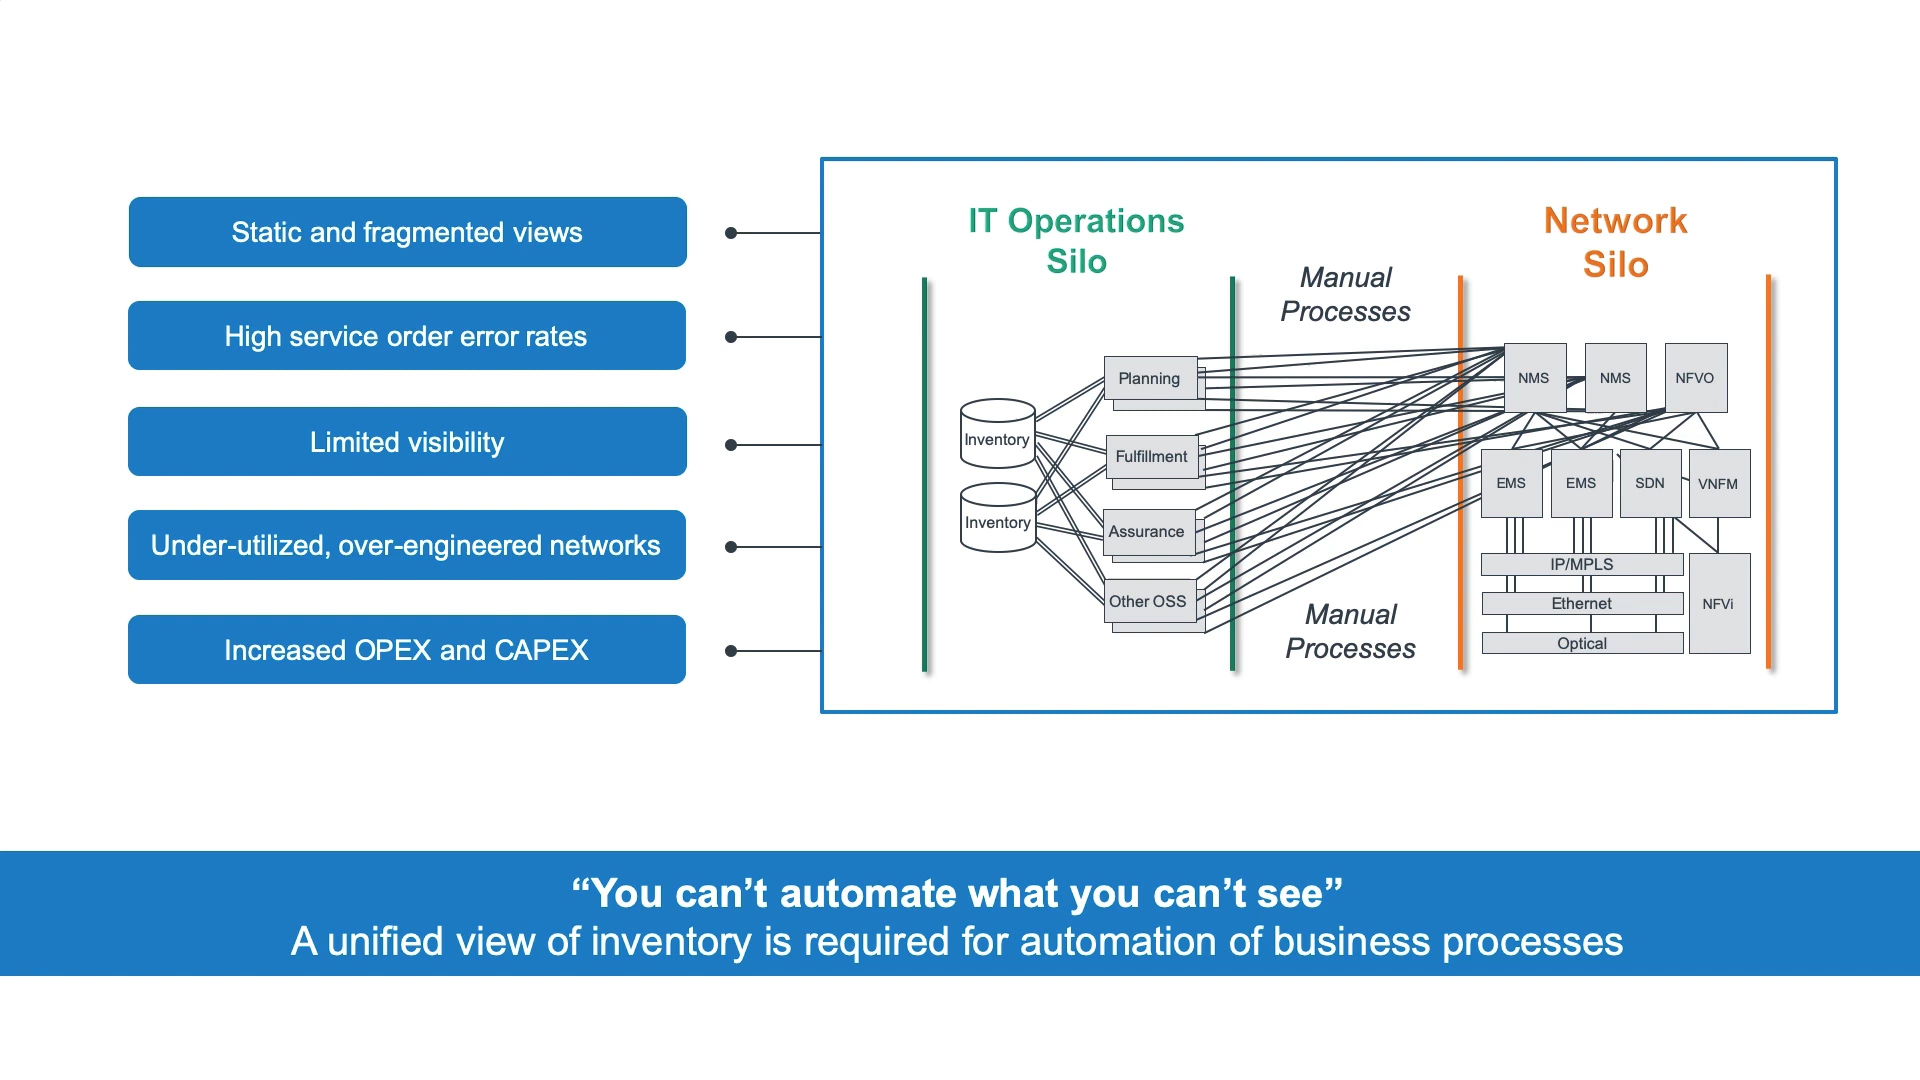 Static and fragmented views
High service order error rates
Limited visibility
Under-utilized, over-engineered networks
Increased OPEX and CAPEX
IT Operations
Silo
Manual
Processes
Network
Silo
Inventory
Inventory
Planning
Fulfillment
Assurance
Other OSS
Manual
Processes
NMS
NMS
NFVO
EMS
EMS
SDN
VNFM
IP/MPLS
Ethernet
Optical
NFVi
“You can’t automate what you can’t see”
A unified view of inventory is required for automation of business processes